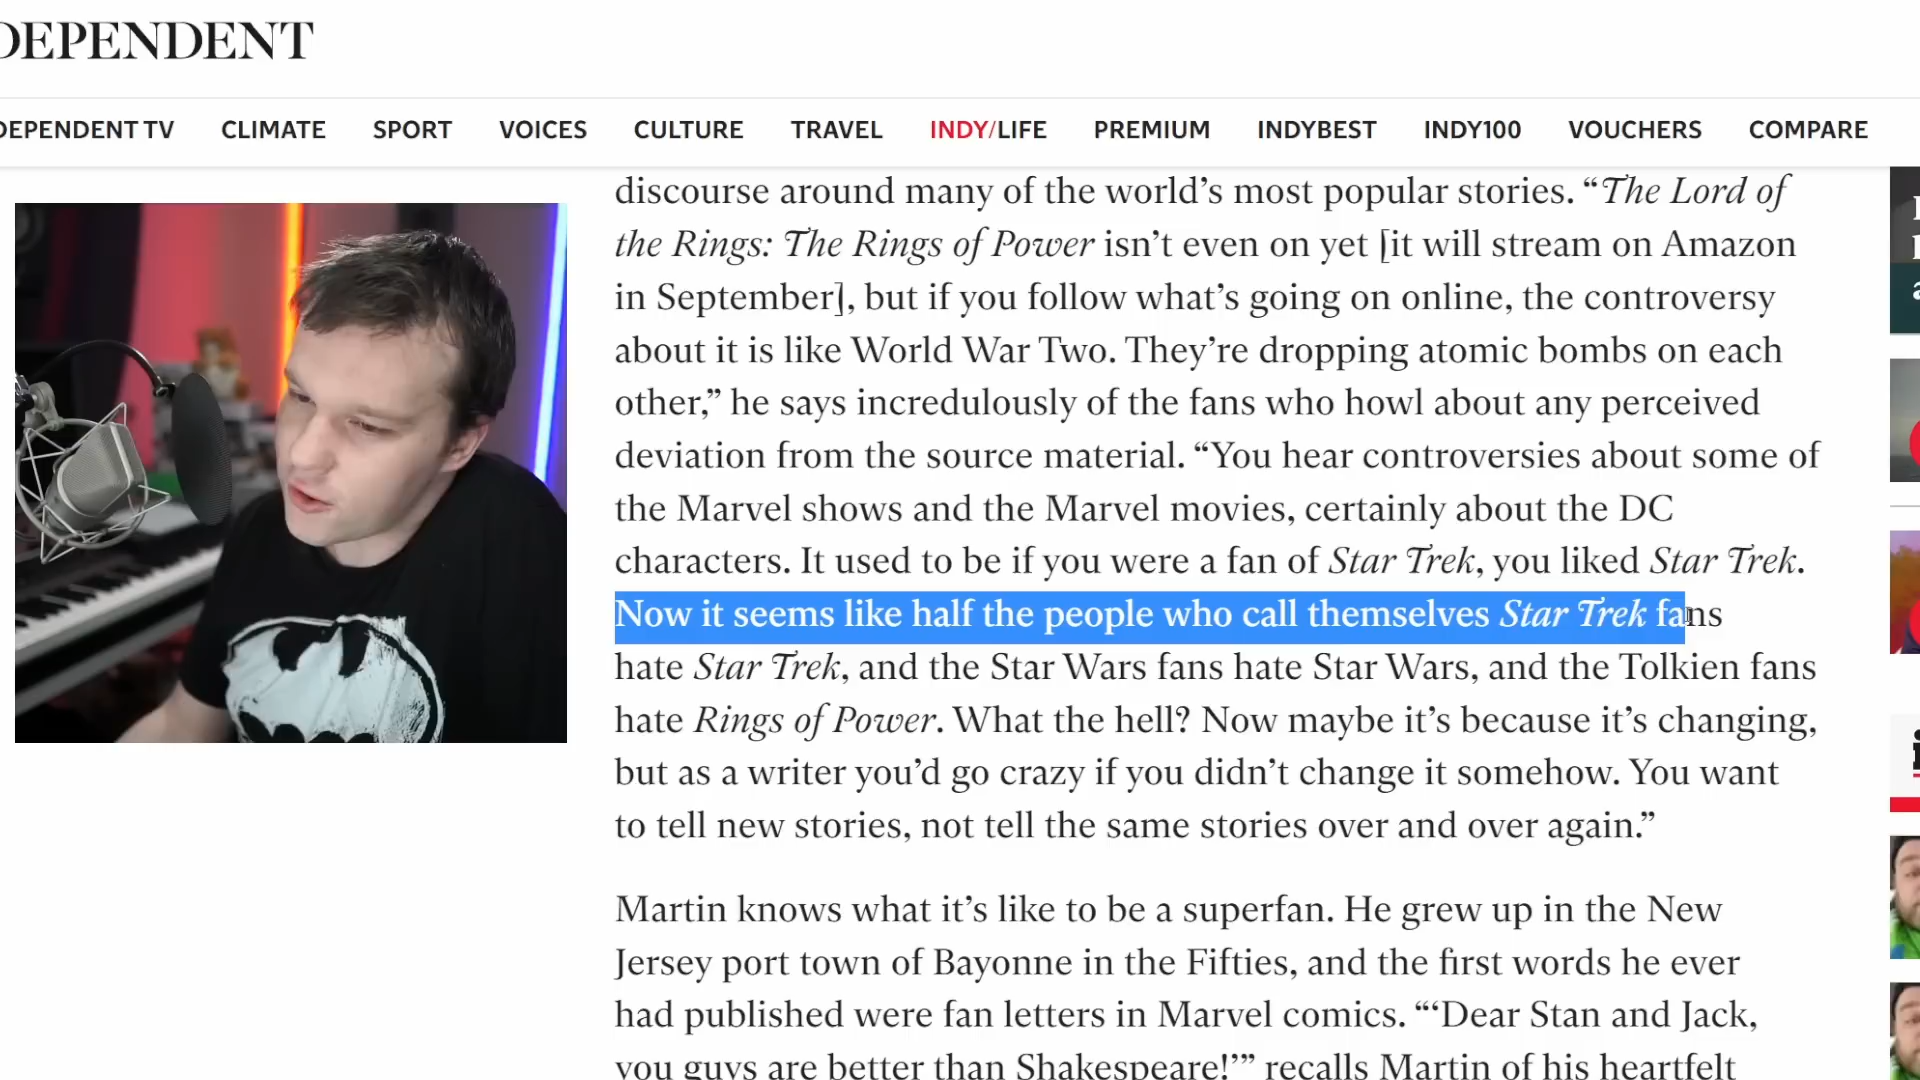 DEPENDENT
DEPENDENT TV CLIMATE SPORT VOICES CULTURE TRAVEL INDY/LIFE PREMIUM INDYBEST INDY100 VOUCHERS COMPARE
discourse around many of the world’s most popular stories. “The Lord of
the Rings: The Rings of Power isn’t even on yet [it will stream on Amazon
in September], but if you follow what’s going on online, the controversy
about it is like World War Two. They’re dropping atomic bombs on each
other,” he says incredulously of the fans who howl about any perceived
deviation from the source material. “You hear controversies about some of
the Marvel shows and the Marvel movies, certainly about the DC
characters. It used to be if you were a fan of Star Trek, you liked Star Trek.
Now it seems like half the people who call themselves Star Trek fans
hate Star Trek, and the Star Wars fans hate Star Wars, and the Tolkien fans
hate Rings of Power. What the hell? Now maybe it’s because it’s changing,
but as a writer you’d go crazy if you didn’t change it somehow. You want
to tell new stories, not tell the same stories over and over again.”
Martin knows what it’s like to be a superfan. He grew up in the New
Jersey port town of Bayonne in the Fifties, and the first words he ever
had published were fan letters in Marvel comics. “‘Dear Stan and Jack,
you guys are better than Shakespeare!’” recalls Martin of his heartfelt